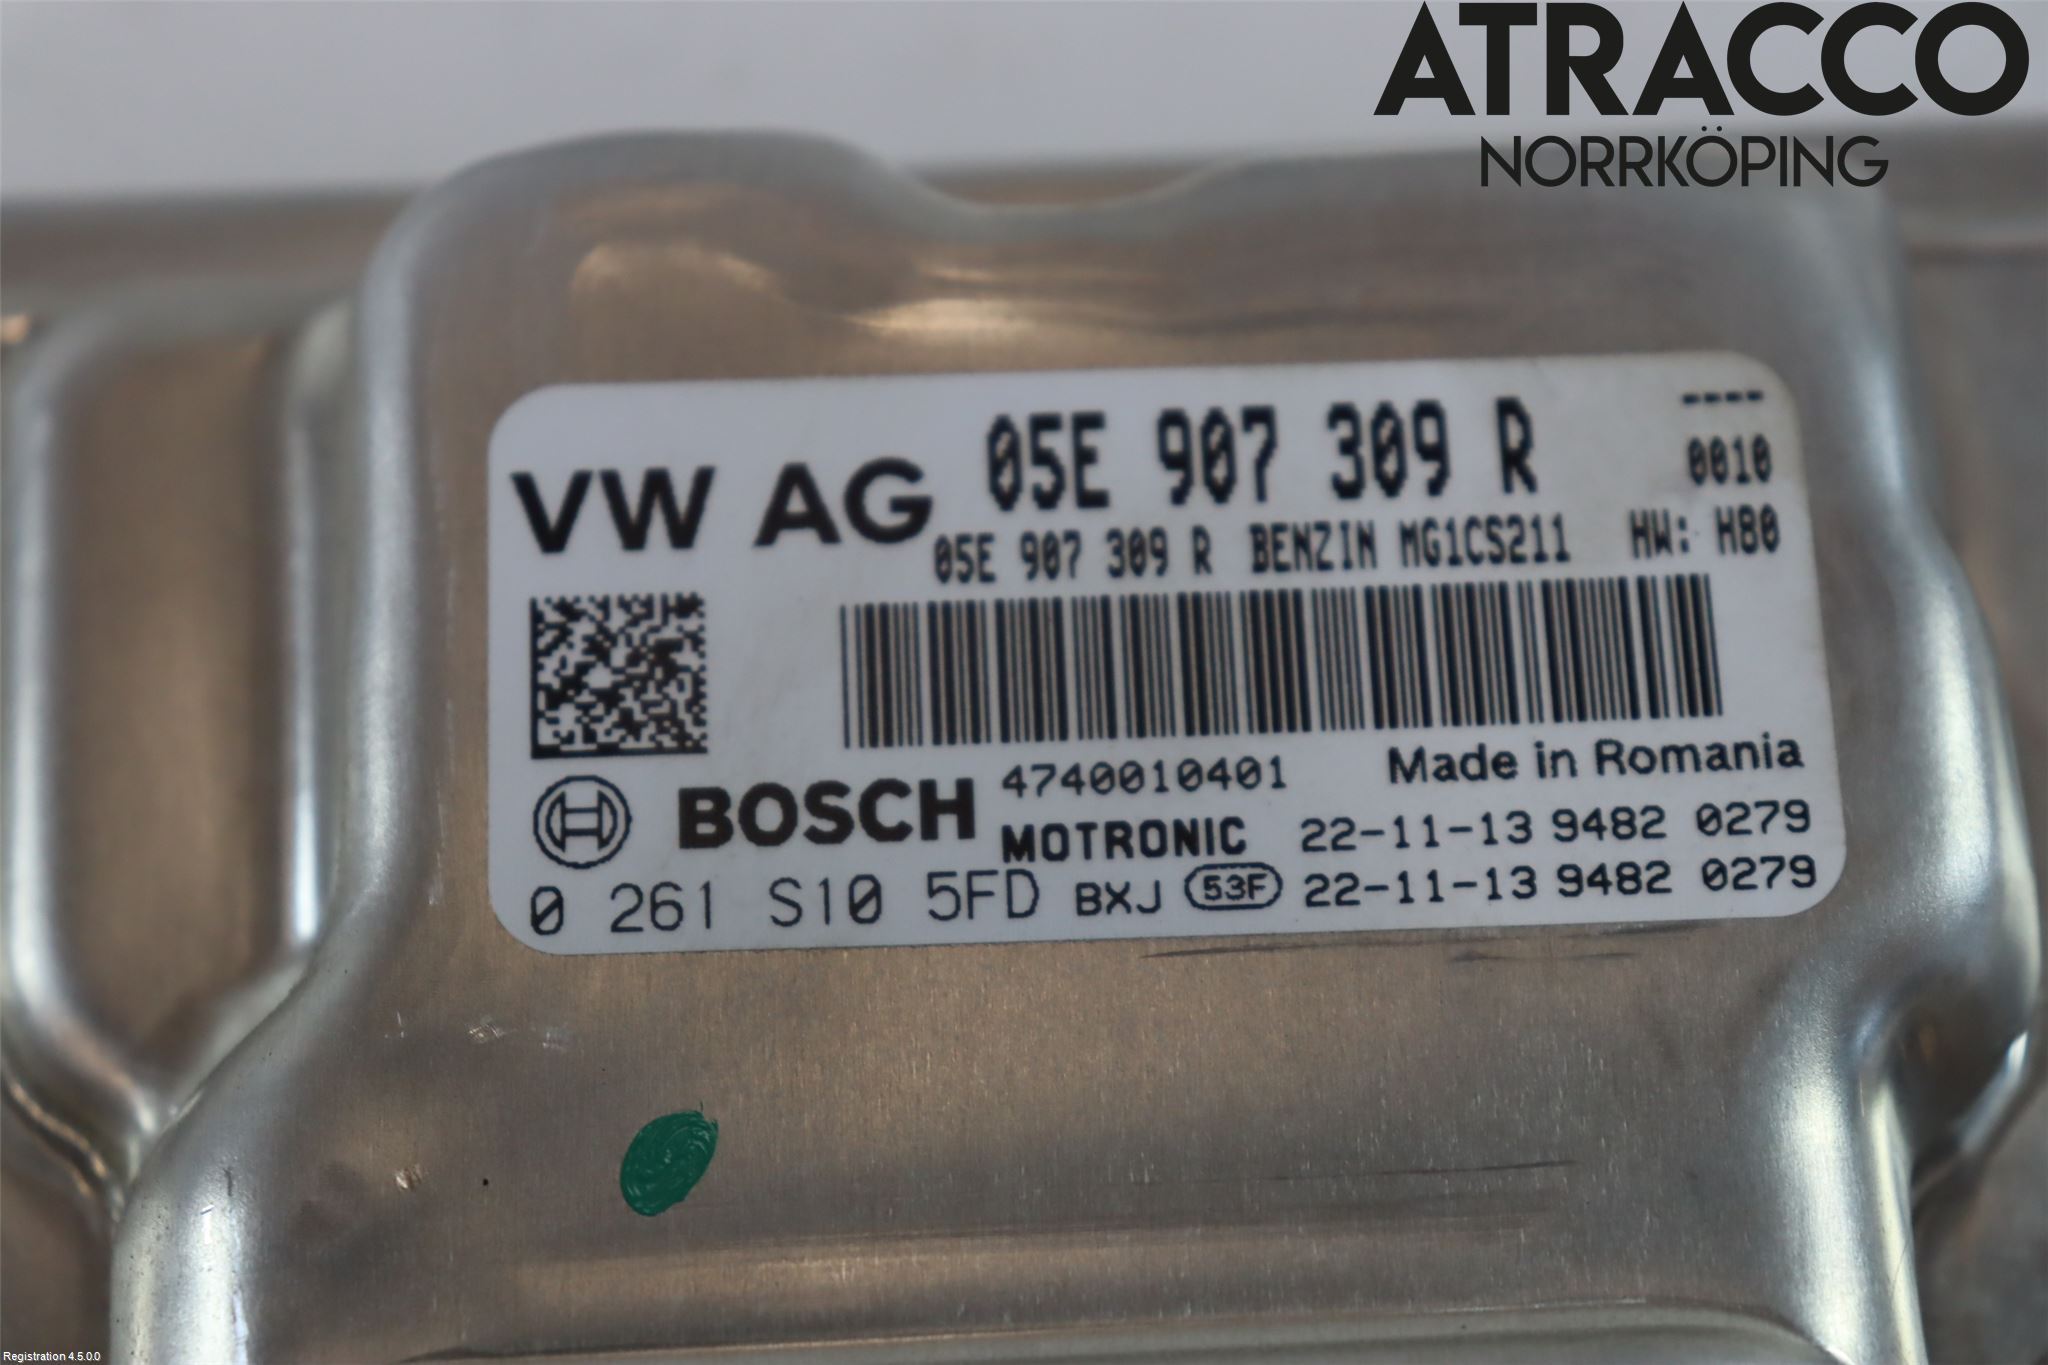 ATRACCO
NORRKÖPING
VW AG 05E 907 309 R ----
0010
05E 907 309 R BENZIN MG1CS211 HW: H80
BOSCH 4740010401 Made in Romania
MOTRONIC 22-11-13 9482 0279
0 261 S10 5FD BXJ 53F 22-11-13 9482 0279
Registration 4.5.0.0